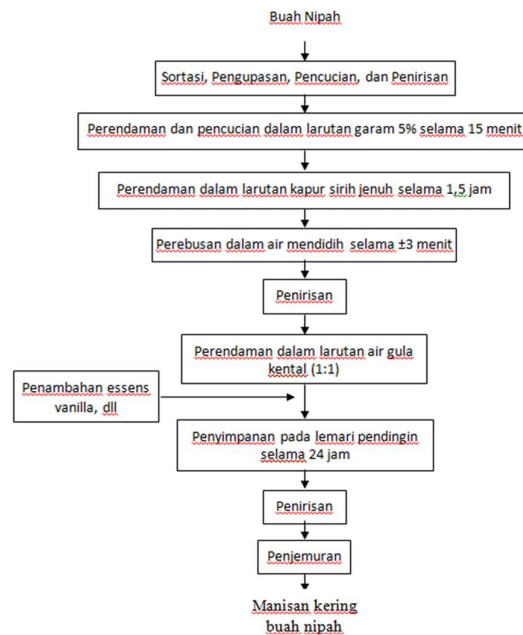 Buah Nipah
Sortasi, Pengupasan, Pencucian, dan Penirisan
Perendaman dan pencucian dalam larutan garam 5% selama 15 menit
Perendaman dalam larutan kapur sirih jenuh selama 1,5 jam
Perebusan dalam air mendidih selama ±3 menit
Penirisan
Perendaman dalam larutan air gula
kental (1:1)
Penambahan essens
vanilla, dll
Penyimpanan pada lemari pendingin
selama 24 jam
Penirisan
Penjemuran
Manisan kering
buah nipah